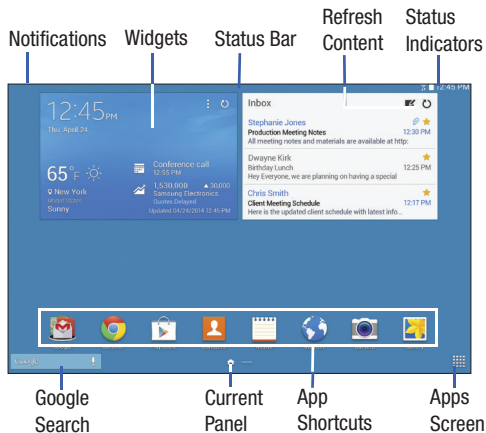 Refresh Content
Status Indicators
Notifications
Widgets
Status Bar
12:45 PM
12:45PM
Thu, April 24
65°F
New York
United States
Sunny
Conference call
12:55 PM
1,530,000 ▲ 30,000
Samsung Electronics
Quotes Delayed
Updated 04/24/2014 12:45 PM
Inbox
Stephanie Jones
Production Meeting Notes 12:30 PM
All meeting notes and materials are available at http:
Dwayne Kirk
Birthday Lunch 12:25 PM
Hey Everyone, we are planning on having a special
Chris Smith
Client Meeting Schedule 12:17 PM
Here is the updated client schedule with latest info...
Google
Google Search
Current Panel
App Shortcuts
Apps Screen